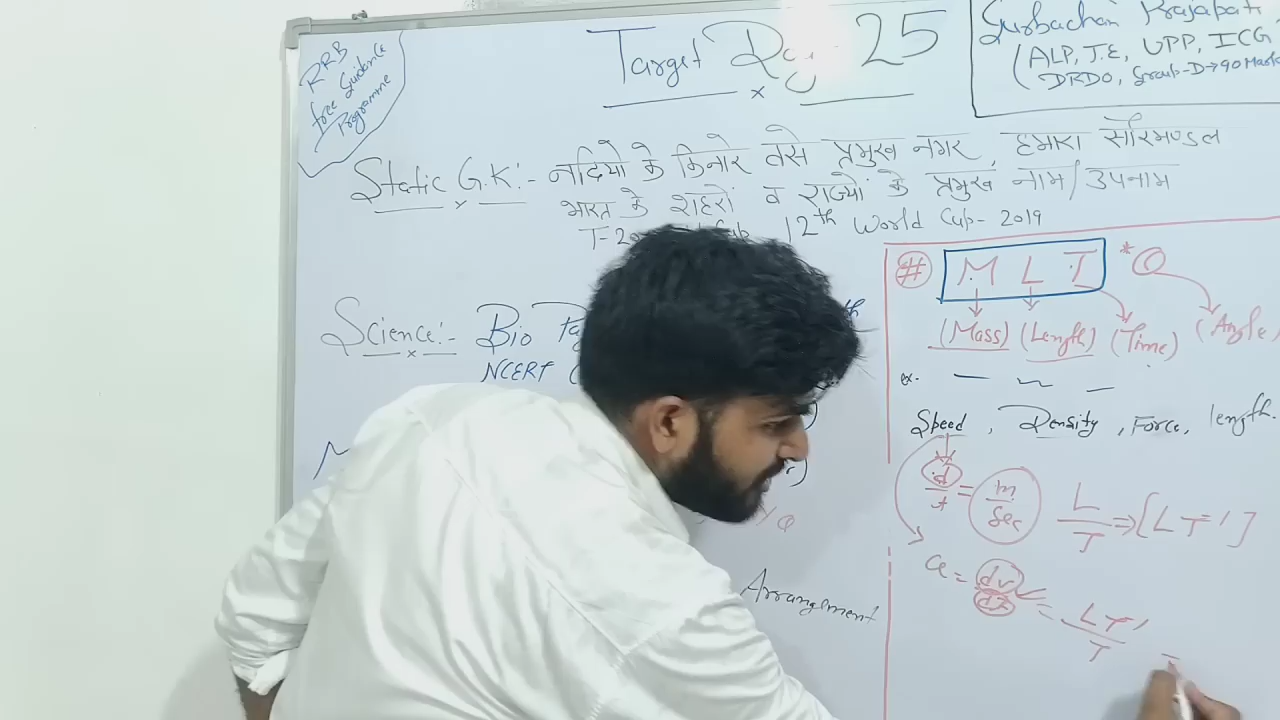 RRB
free Guidance
Programme
Target Day 25
Gurbachan Prajapati
(ALP, J.E, UPP, ICG
DRDO, Group-D→90 Marks
Static G.K:- नदियों के किनारे बसे प्रमुख नगर, हमारा सौरमण्डल
भारत के शहरों व राज्यों के प्रमुख नाम/उपनाम
12th World Cup- 2019
Science:- Bio
NCERT
Arrangement
# M L T * Q
(Mass) (Length) (Time) (Angle)
ex.
Speed, Density, Force, length.
d/t = m/sec L/T ⇒ [LT-1]
a = dv/dt = LT-1/T